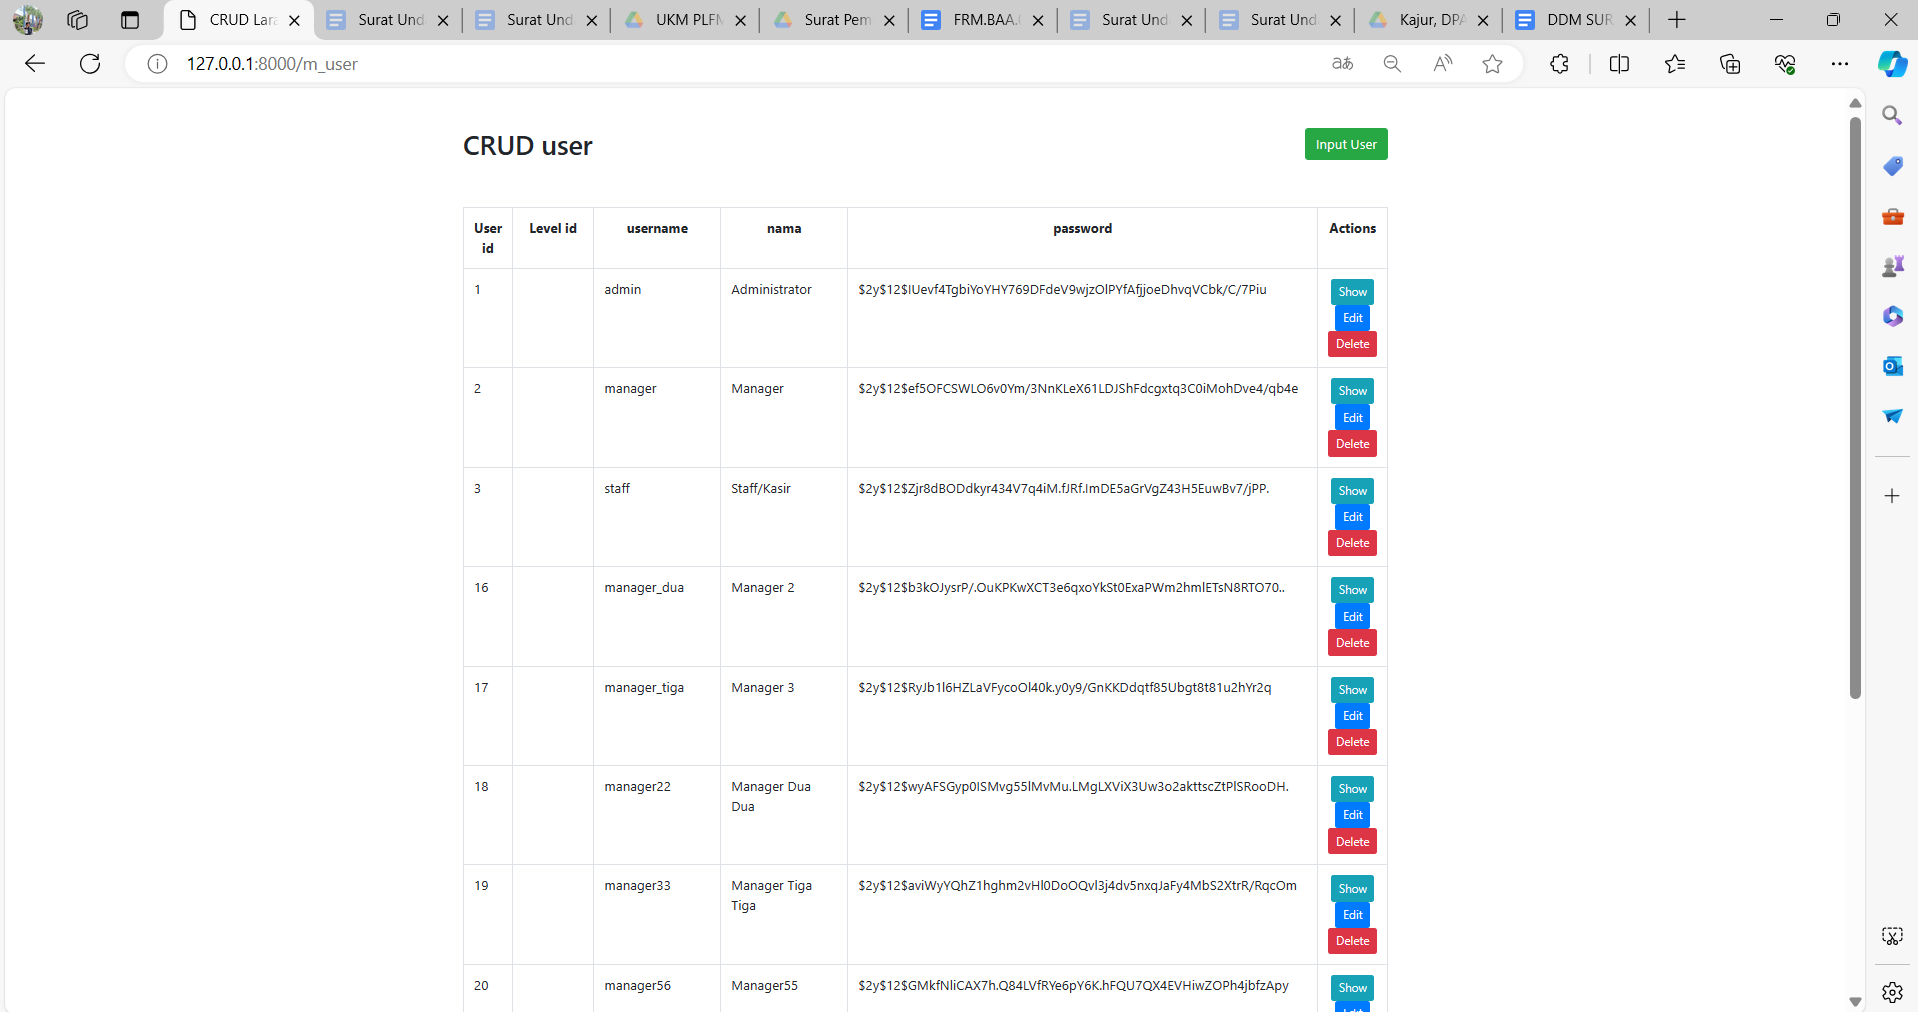 CRUD Lara
Surat Und
Surat Und
UKM PLFM
Surat Pem
FRM.BAA.
Surat Und
Surat Und
Kajur, DPA
DDM SUR
127.0.0.1:8000/m_user
CRUD user
Input User
User id Level id username nama password Actions
1 admin Administrator $2y$12$IUevf4TgbiYoYHY769DFdeV9wjzOlPYfAfjjoeDhvqVCbk/C/7Piu Show
Edit
Delete
2 manager Manager $2y$12$ef5OFCSWLO6v0Ym/3NnKLeX61LDJShFdcgxtq3C0iMohDve4/qb4e Show
Edit
Delete
3 staff Staff/Kasir $2y$12$Zjr8dBODdkyr434V7q4iM.fJRf.ImDE5aGrVgZ43H5EuwBv7/jPP. Show
Edit
Delete
16 manager_dua Manager 2 $2y$12$b3kOJysrP/.OuKPKwXCT3e6qxoYkSt0ExaPWm2hmlETsN8RTO70.. Show
Edit
Delete
17 manager_tiga Manager 3 $2y$12$RyJb1l6HZLaVFycoOl40k.y0y9/GnKKDdqtf85Ubgt8t81u2hYr2q Show
Edit
Delete
18 manager22 Manager Dua Dua $2y$12$wyAFSGyp0ISMvg55lMvMu.LMgLXViX3Uw3o2akttscZtPlSRooDH. Show
Edit
Delete
19 manager33 Manager Tiga Tiga $2y$12$aviWyYQhZ1hghm2vHl0DoOQvl3j4dv5nxqJaFy4MbS2XtrR/RqcOm Show
Edit
Delete
20 manager56 Manager55 $2y$12$GMkfNliCAX7h.Q84LVfRYe6pY6K.hFQU7QX4EVHiwZOPh4jbfzApy Show